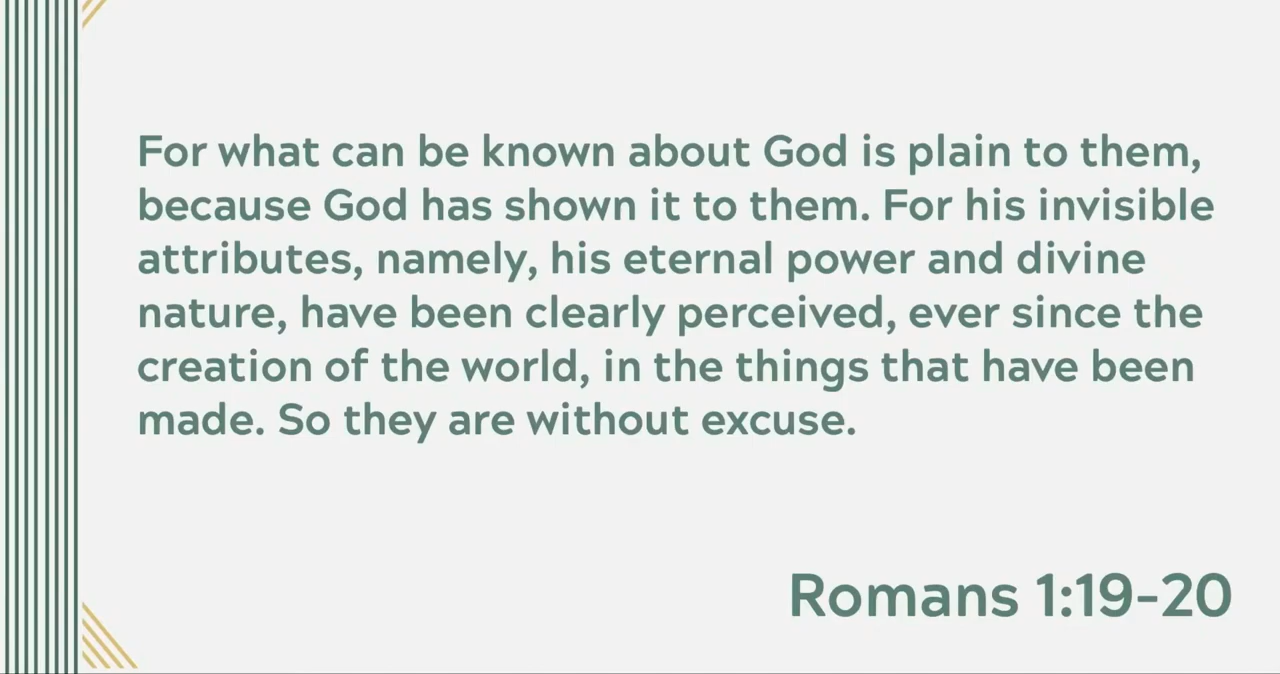 For what can be known about God is plain to them,
because God has shown it to them. For his invisible
attributes, namely, his eternal power and divine
nature, have been clearly perceived, ever since the
creation of the world, in the things that have been
made. So they are without excuse.
Romans 1:19-20